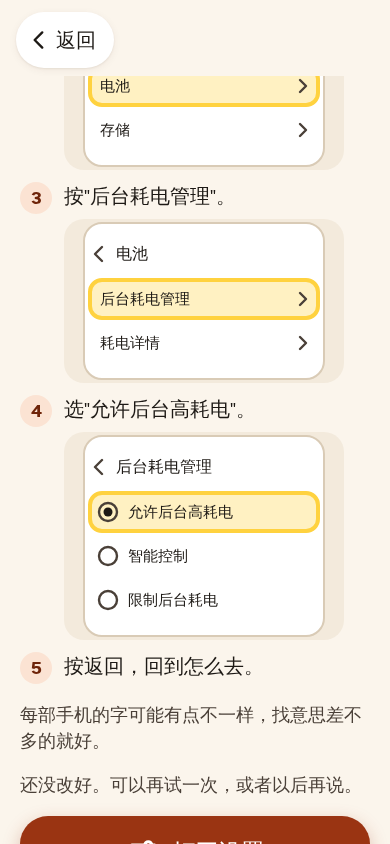 返回
电池
存储
3 按"后台耗电管理"。
电池
后台耗电管理
耗电详情
4 选"允许后台高耗电"。
后台耗电管理
允许后台高耗电
智能控制
限制后台耗电
5 按返回，回到怎么去。
每部手机的字可能有点不一样，找意思差不
多的就好。
还没改好。可以再试一次，或者以后再说。